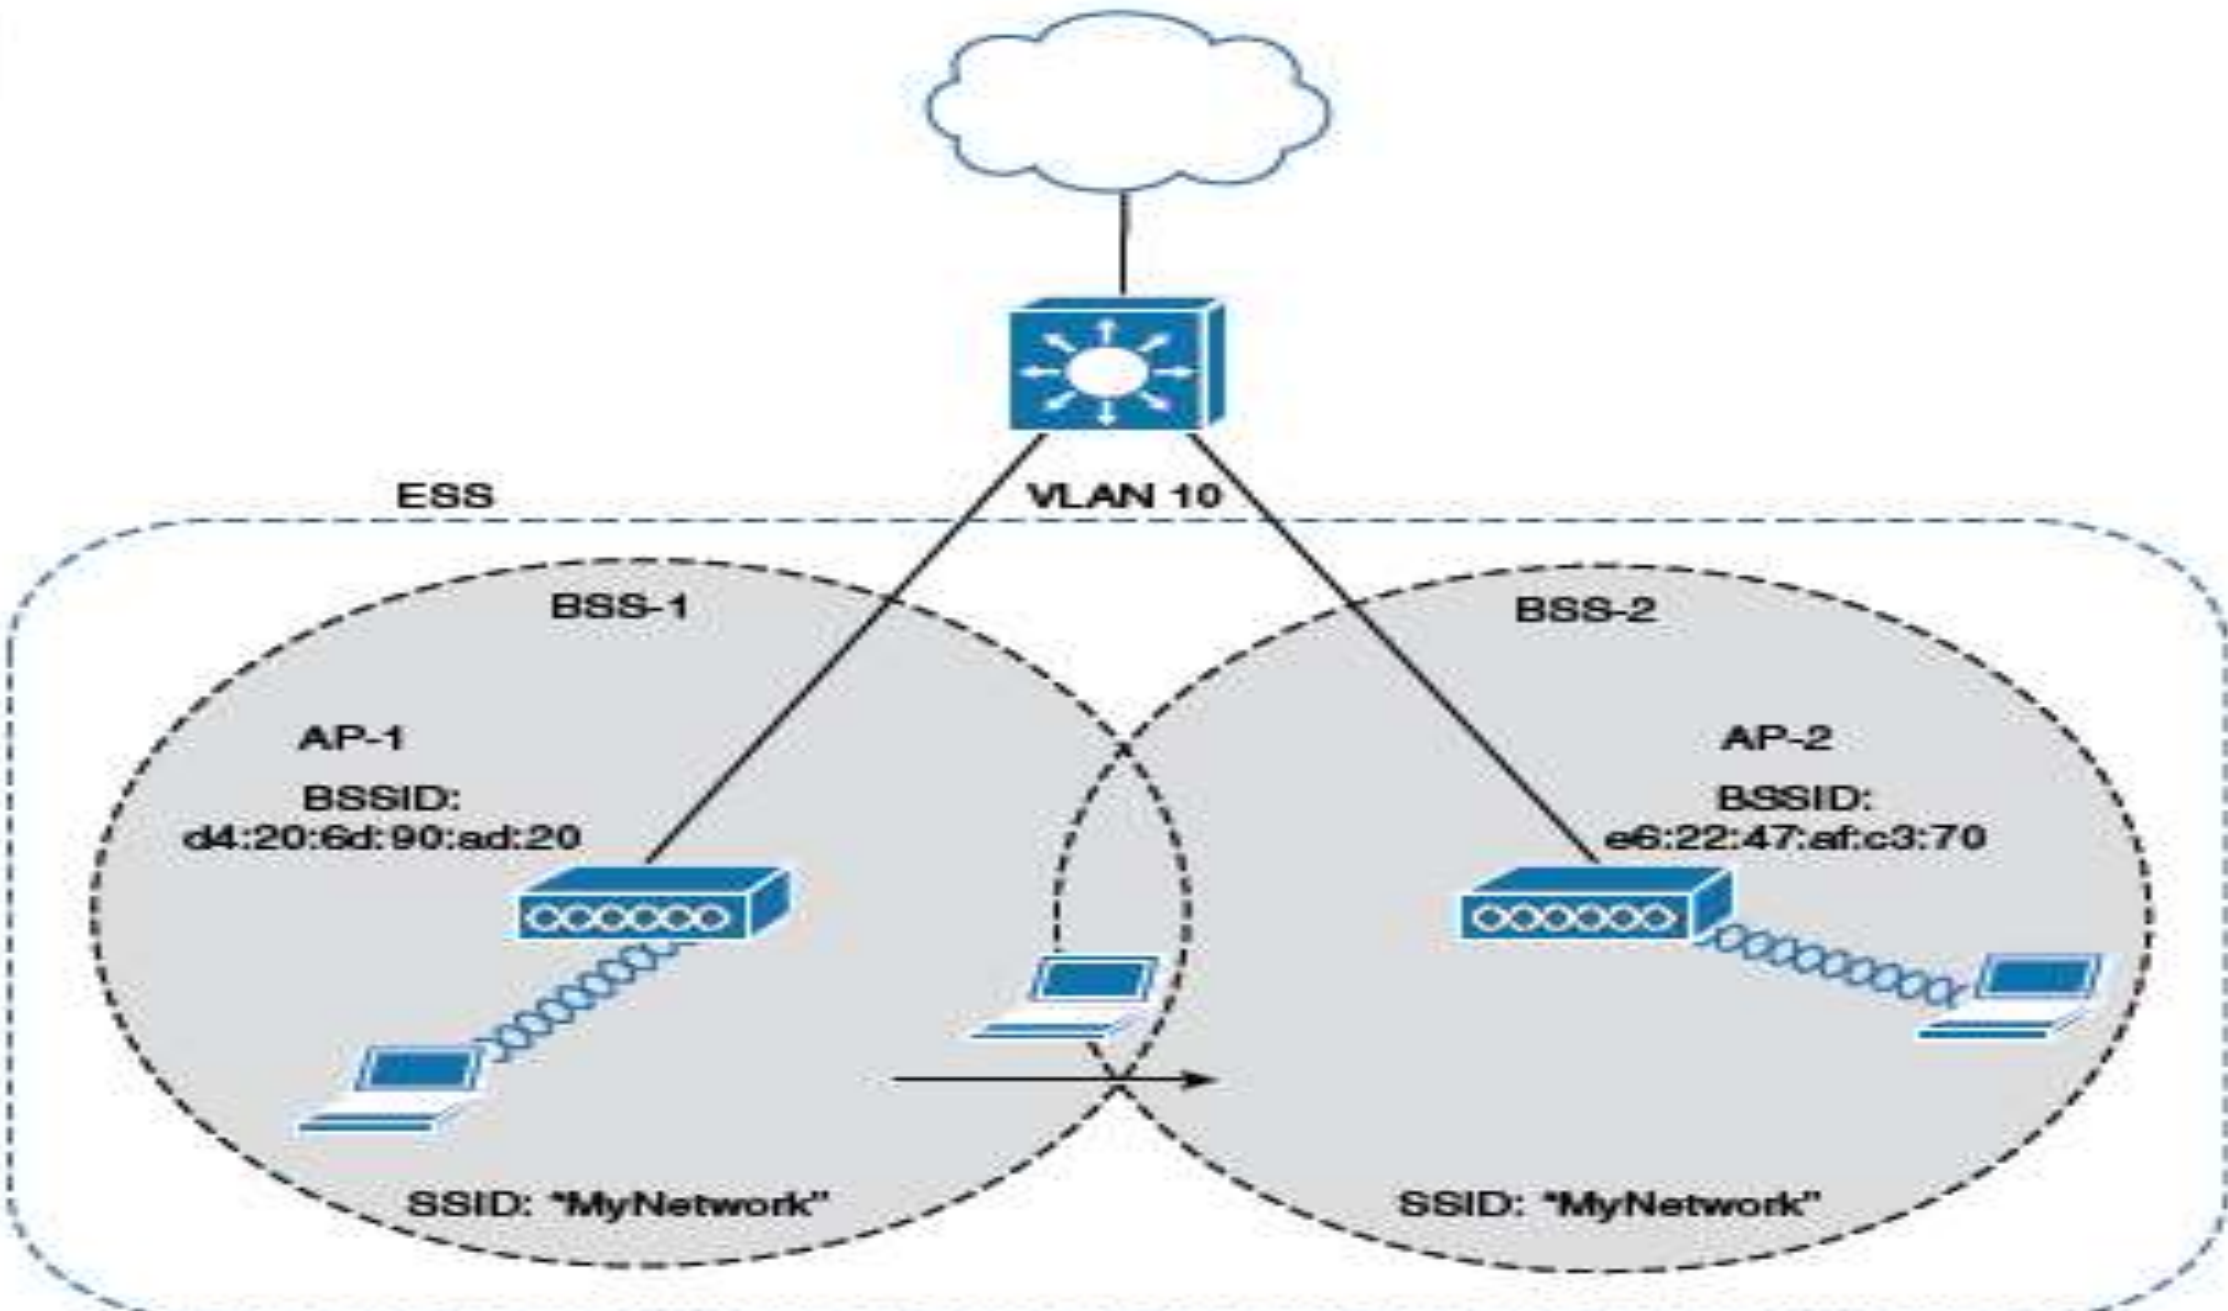 ESS
VLAN 10
BSS-1
BSS-2
AP-1
BSSID:
d4:20:6d:90:ad:20
AP-2
BSSID:
e6:22:47:af:c3:70
SSID: “MyNetwork”
SSID: “MyNetwork”